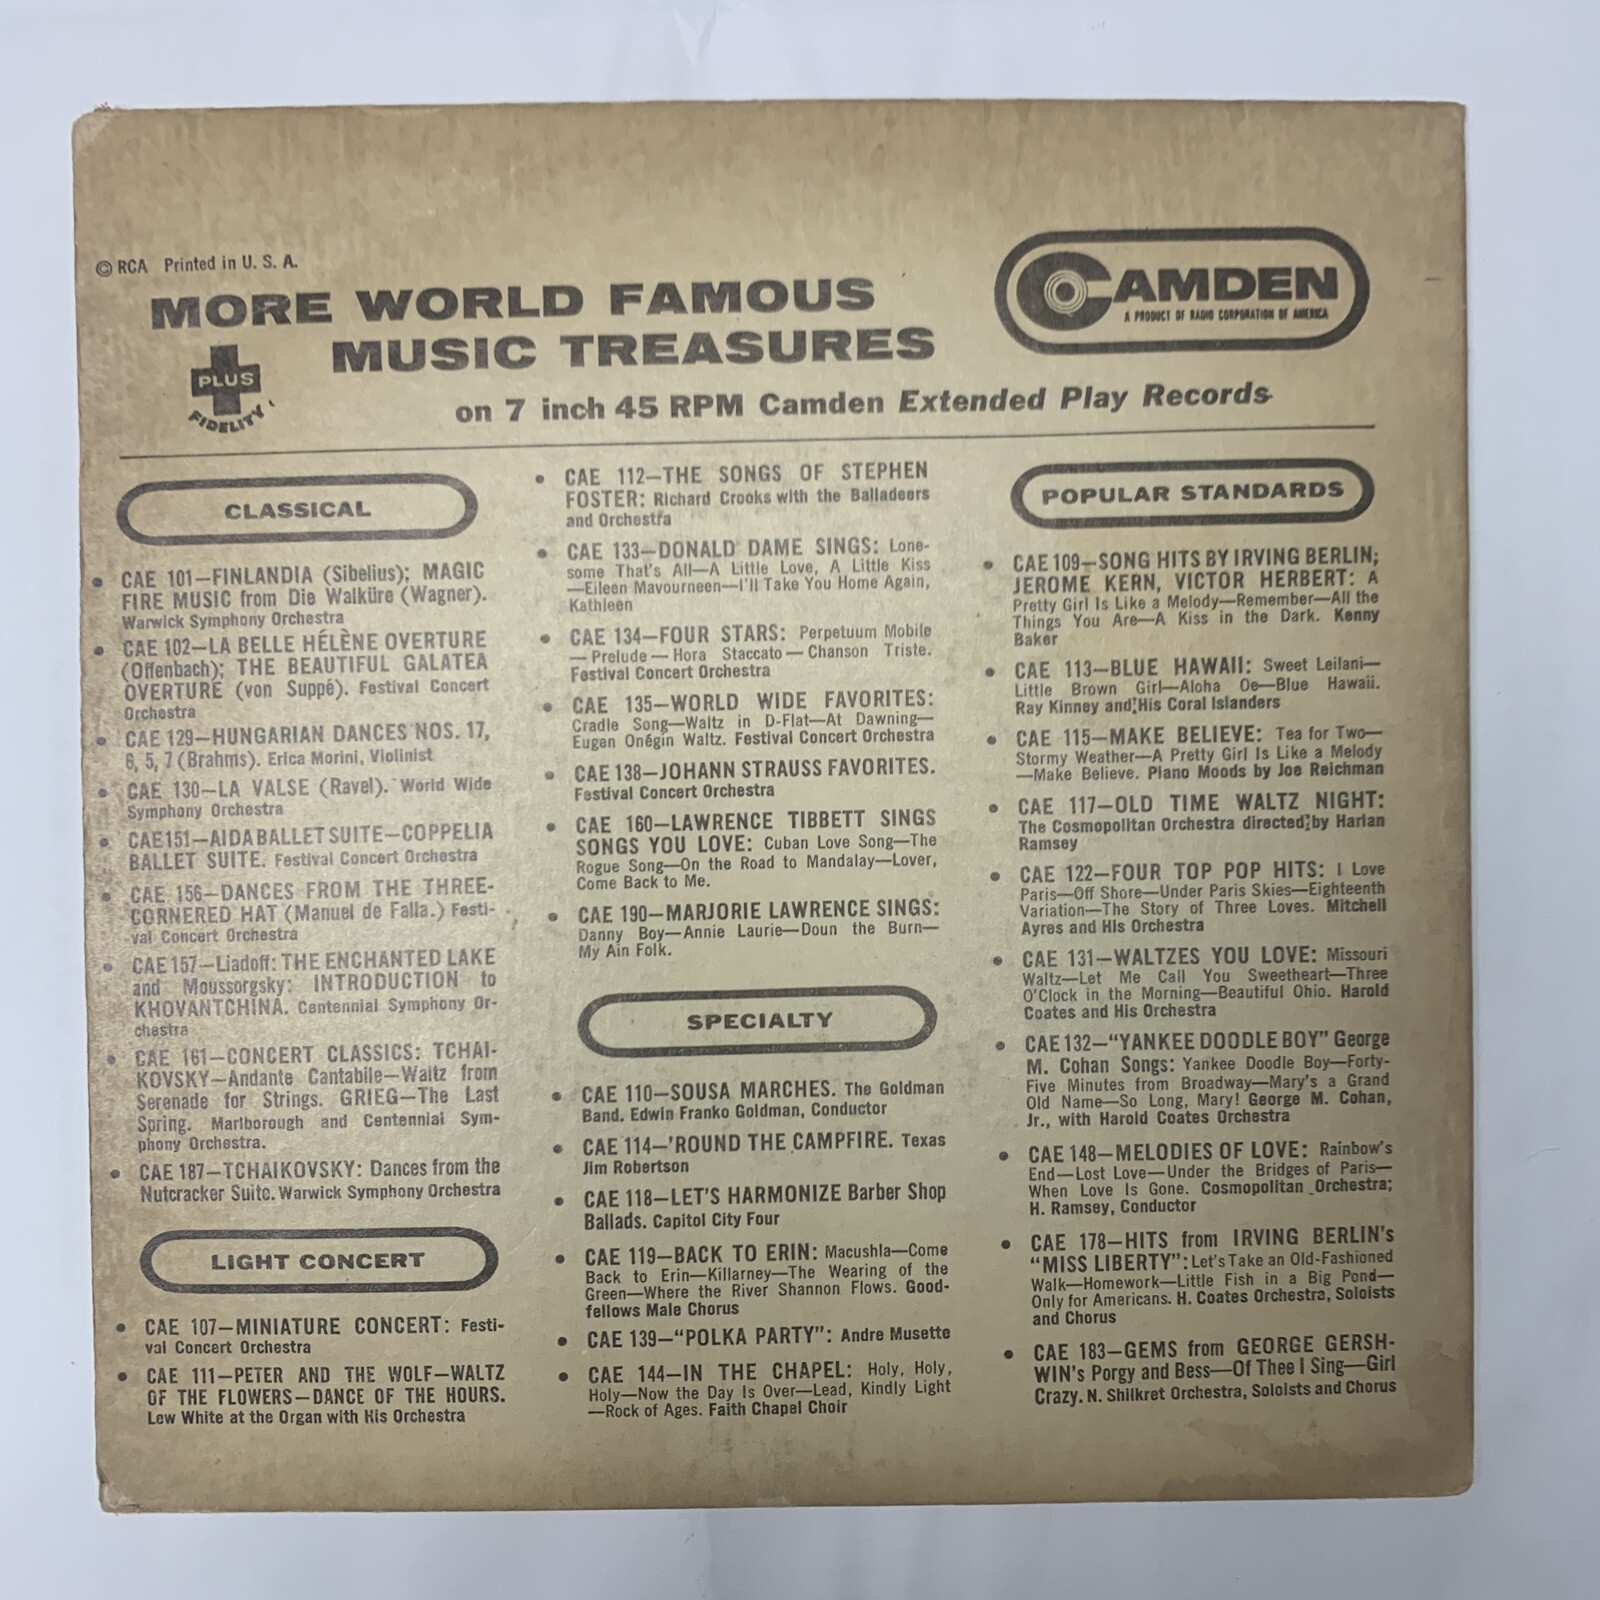 © RCA Printed in U. S. A.
MORE WORLD FAMOUS
MUSIC TREASURES
PLUS
FIDELITY
on 7 inch 45 RPM Camden Extended Play Records
CAMDEN
A PRODUCT OF RADIO CORPORATION OF AMERICA
CLASSICAL
• CAE 101—FINLANDIA (Sibelius); MAGIC
FIRE MUSIC from Die Walküre (Wagner).
Warwick Symphony Orchestra
• CAE 102—LA BELLE HÉLÈNE OVERTURE
(Offenbach); THE BEAUTIFUL GALATEA
OVERTURE (von Suppé). Festival Concert
Orchestra
• CAE 129—HUNGARIAN DANCES NOS. 17,
6, 5, 7 (Brahms). Erica Morini, Violinist
• CAE 130—LA VALSE (Ravel). World Wide
Symphony Orchestra
• CAE 151—AIDA BALLET SUITE—COPPELIA
BALLET SUITE. Festival Concert Orchestra
• CAE 156—DANCES FROM THE THREE-
CORNERED HAT (Manuel de Falla.) Festi-
val Concert Orchestra
• CAE 157—Liadoff: THE ENCHANTED LAKE
and Moussorgsky: INTRODUCTION to
KHOVANTCHINA. Centennial Symphony Or-
chestra
• CAE 161—CONCERT CLASSICS: TCHAI-
KOVSKY—Andante Cantabile—Waltz from
Serenade for Strings. GRIEG—The Last
Spring. Marlborough and Centennial Sym-
phony Orchestra.
• CAE 187—TCHAIKOVSKY: Dances from the
Nutcracker Suite. Warwick Symphony Orchestra
LIGHT CONCERT
• CAE 107—MINIATURE CONCERT: Festi-
val Concert Orchestra
• CAE 111—PETER AND THE WOLF—WALTZ
OF THE FLOWERS—DANCE OF THE HOURS.
Lew White at the Organ with His Orchestra
• CAE 112—THE SONGS OF STEPHEN
FOSTER: Richard Crooks with the Balladeers
and Orchestra
• CAE 133—DONALD DAME SINGS: Lone-
some That's All—A Little Love, A Little Kiss
—Eileen Mavourneen—I'll Take You Home Again,
Kathleen
• CAE 134—FOUR STARS: Perpetuum Mobile
— Prelude — Hora Staccato — Chanson Triste.
Festival Concert Orchestra
• CAE 135—WORLD WIDE FAVORITES:
Cradle Song—Waltz in D-Flat—At Dawning—
Eugen Onégin Waltz. Festival Concert Orchestra
• CAE 138—JOHANN STRAUSS FAVORITES.
Festival Concert Orchestra
• CAE 160—LAWRENCE TIBBETT SINGS
SONGS YOU LOVE: Cuban Love Song—The
Rogue Song—On the Road to Mandalay—Lover,
Come Back to Me.
• CAE 190—MARJORIE LAWRENCE SINGS:
Danny Boy—Annie Laurie—Doun the Burn—
My Ain Folk.
SPECIALTY
• CAE 110—SOUSA MARCHES. The Goldman
Band. Edwin Franko Goldman, Conductor
• CAE 114—'ROUND THE CAMPFIRE. Texas
Jim Robertson
• CAE 118—LET'S HARMONIZE Barber Shop
Ballads. Capitol City Four
• CAE 119—BACK TO ERIN: Macushla—Come
Back to Erin—Killarney—The Wearing of the
Green—Where the River Shannon Flows. Good-
fellows Male Chorus
• CAE 139—"POLKA PARTY": Andre Musette
• CAE 144—IN THE CHAPEL: Holy, Holy,
Holy—Now the Day Is Over—Lead, Kindly Light
—Rock of Ages. Faith Chapel Choir
POPULAR STANDARDS
• CAE 109—SONG HITS BY IRVING BERLIN;
JEROME KERN, VICTOR HERBERT: A
Pretty Girl Is Like a Melody—Remember—All the
Things You Are—A Kiss in the Dark. Kenny
Baker
• CAE 113—BLUE HAWAII: Sweet Leilani—
Little Brown Girl—Aloha Oe—Blue Hawaii.
Ray Kinney and His Coral Islanders
• CAE 115—MAKE BELIEVE: Tea for Two—
Stormy Weather—A Pretty Girl Is Like a Melody
—Make Believe. Piano Moods by Joe Reichman
• CAE 117—OLD TIME WALTZ NIGHT:
The Cosmopolitan Orchestra directed by Harlan
Ramsey
• CAE 122—FOUR TOP POP HITS: I Love
Paris—Off Shore—Under Paris Skies—Eighteenth
Variation—The Story of Three Loves. Mitchell
Ayres and His Orchestra
• CAE 131—WALTZES YOU LOVE: Missouri
Waltz—Let Me Call You Sweetheart—Three
O'Clock in the Morning—Beautiful Ohio. Harold
Coates and His Orchestra
• CAE 132—"YANKEE DOODLE BOY" George
M. Cohan Songs: Yankee Doodle Boy—Forty-
Five Minutes from Broadway—Mary's a Grand
Old Name—So Long, Mary! George M. Cohan,
Jr., with Harold Coates Orchestra
• CAE 148—MELODIES OF LOVE: Rainbow's
End—Lost Love—Under the Bridges of Paris—
When Love Is Gone. Cosmopolitan Orchestra;
H. Ramsey, Conductor
• CAE 178—HITS from IRVING BERLIN's
"MISS LIBERTY": Let's Take an Old-Fashioned
Walk—Homework—Little Fish in a Big Pond—
Only for Americans. H. Coates Orchestra, Soloists
and Chorus
• CAE 183—GEMS from GEORGE GERSH-
WIN's Porgy and Bess—Of Thee I Sing—Girl
Crazy. N. Shilkret Orchestra, Soloists and Chorus